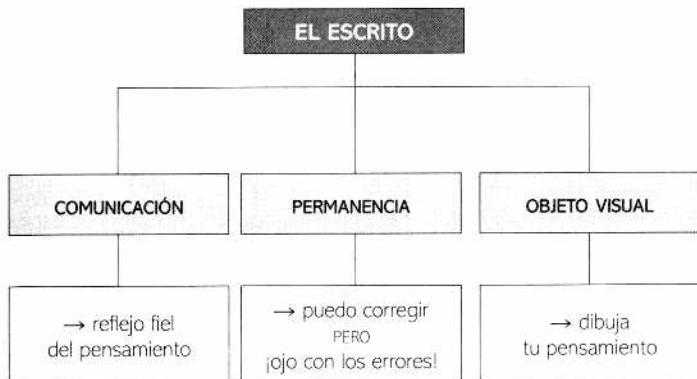 EL ESCRITO
COMUNICACIÓN
PERMANENCIA
OBJETO VISUAL
→ reflejo fiel
del pensamiento
→ puedo corregir
PERO
¡ojo con los errores!
→ dibuja
tu pensamiento